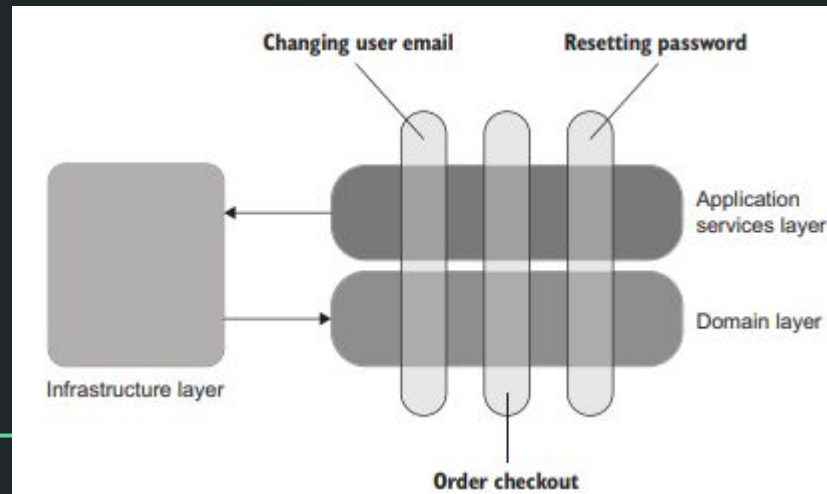 Changing user email
Resetting password
Application
services layer
Domain layer
Infrastructure layer
Order checkout